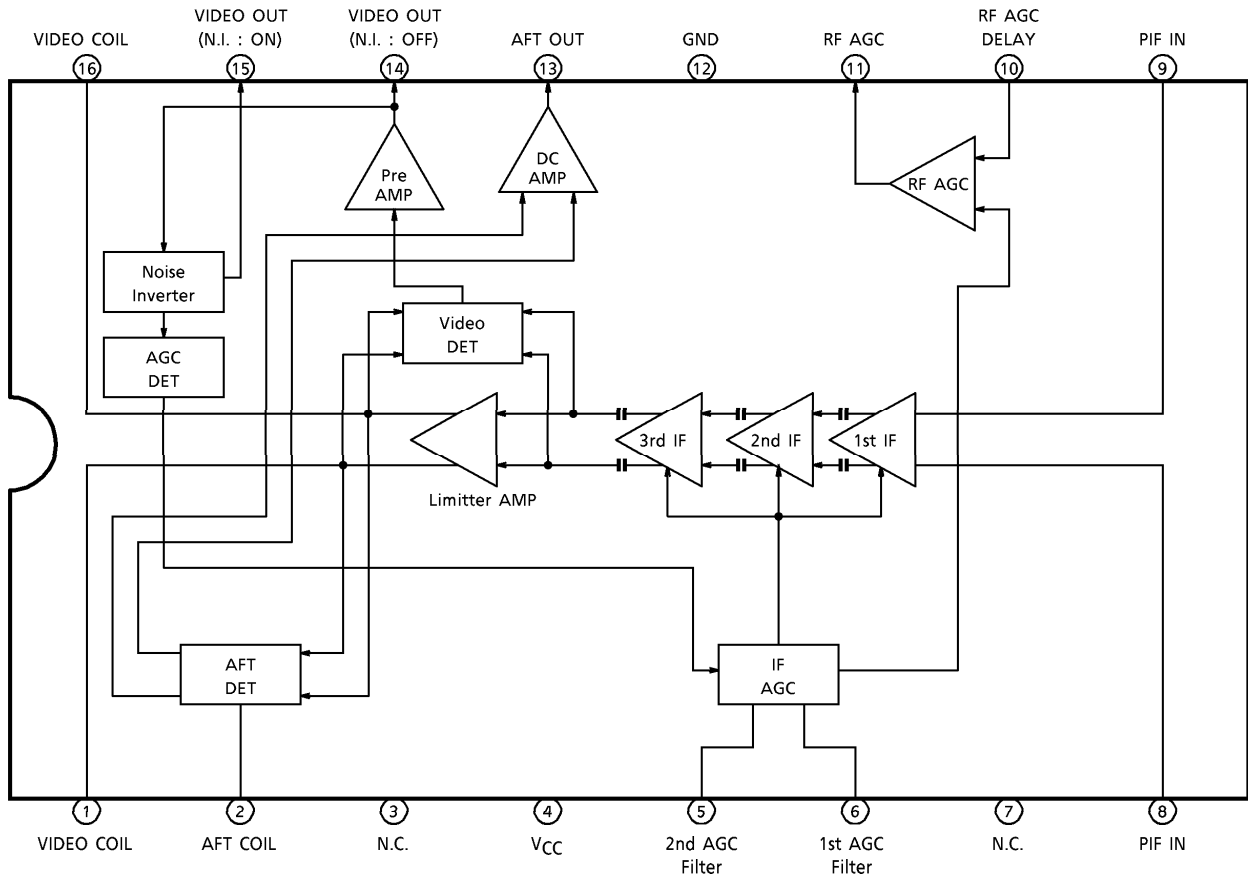 VIDEO COIL
VIDEO OUT
(N.I. : ON)
VIDEO OUT
(N.I. : OFF)
AFT OUT
GND
RF AGC
RF AGC
DELAY
PIF IN
16
15
14
13
12
11
10
9
Pre
AMP
DC
AMP
RF AGC
Noise
Inverter
Video
DET
AGC
DET
3rd IF
2nd IF
1st IF
Limitter AMP
AFT
DET
IF
AGC
1
2
3
4
5
6
7
8
VIDEO COIL
AFT COIL
N.C.
VCC
2nd AGC
Filter
1st AGC
Filter
N.C.
PIF IN